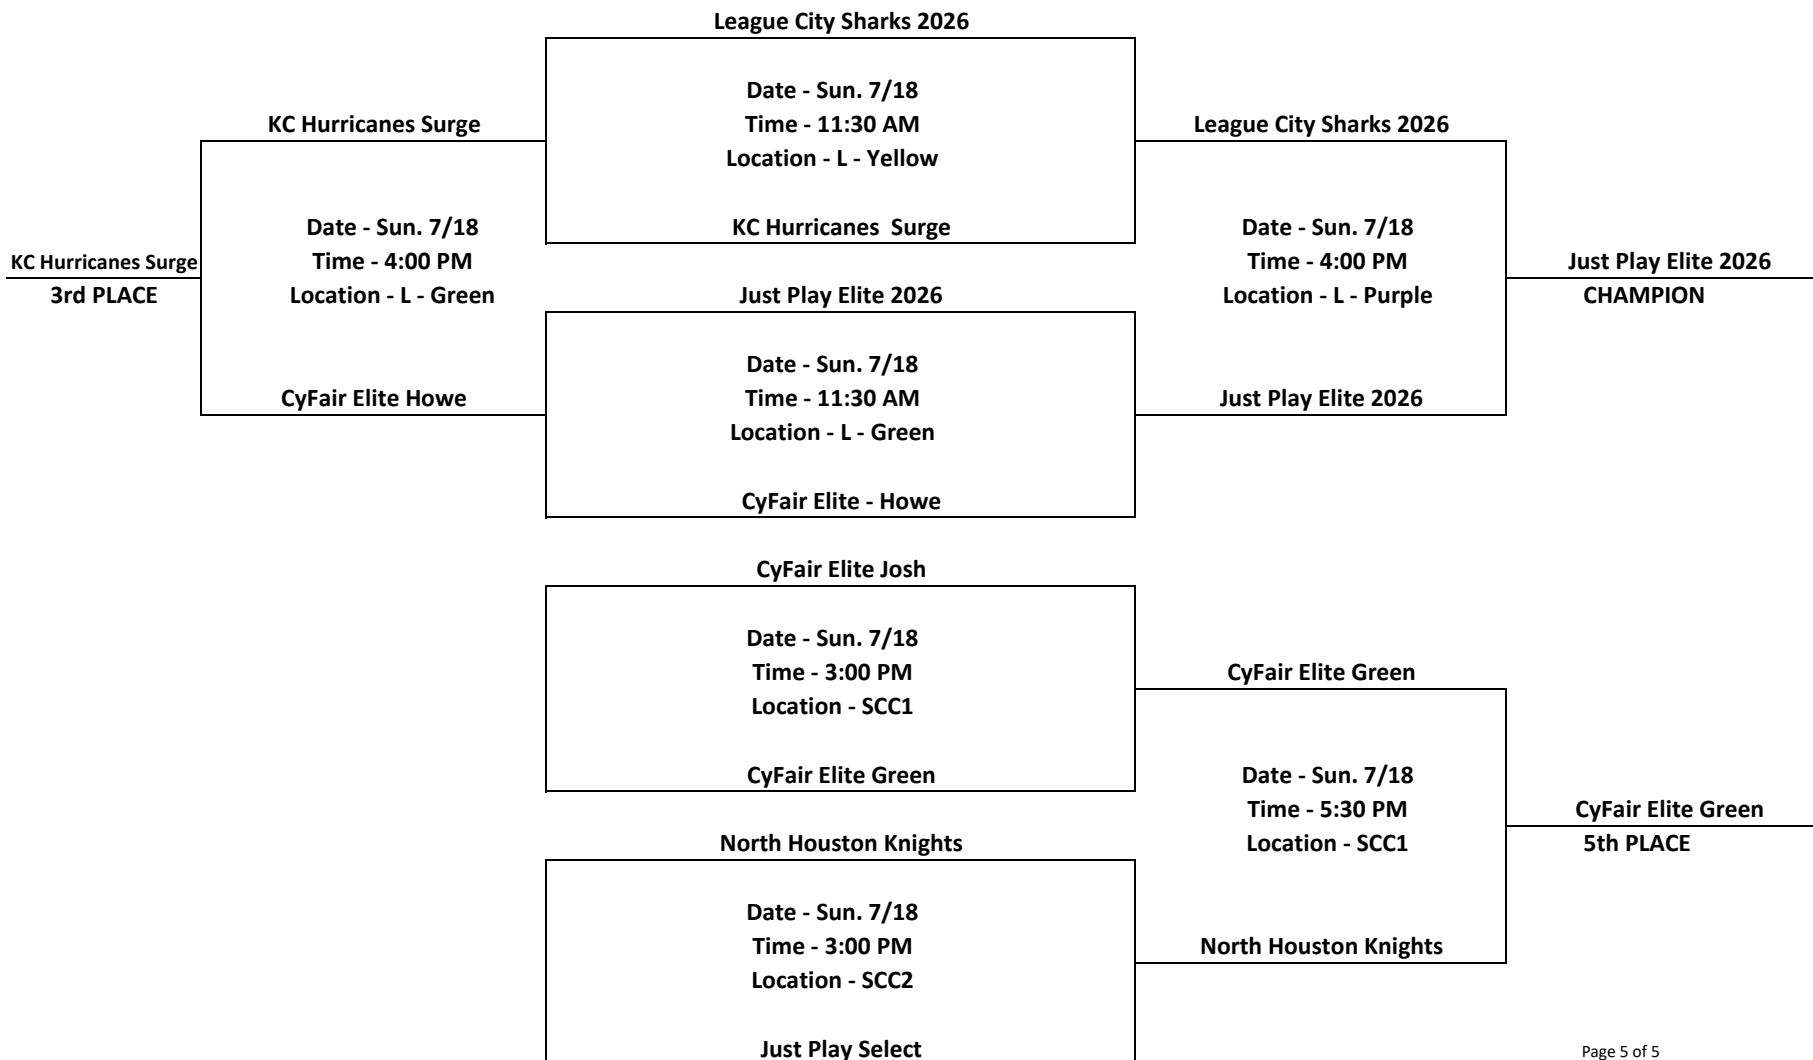 League City Sharks 2026
Date - Sun. 7/18
Time - 11:30 AM
Location - L - Yellow
KC Hurricanes  Surge
KC Hurricanes Surge
Date - Sun. 7/18
Time - 4:00 PM
Location - L - Green
CyFair Elite Howe
KC Hurricanes Surge
3rd PLACE
League City Sharks 2026
Date - Sun. 7/18
Time - 4:00 PM
Location - L - Purple
Just Play Elite 2026
Just Play Elite 2026
CHAMPION
Just Play Elite 2026
Date - Sun. 7/18
Time - 11:30 AM
Location - L - Green
CyFair Elite - Howe
CyFair Elite Josh
Date - Sun. 7/18
Time - 3:00 PM
Location - SCC1
CyFair Elite Green
CyFair Elite Green
Date - Sun. 7/18
Time - 5:30 PM
Location - SCC1
North Houston Knights
CyFair Elite Green
5th PLACE
North Houston Knights
Date - Sun. 7/18
Time - 3:00 PM
Location - SCC2
Just Play Select
Page 5 of 5